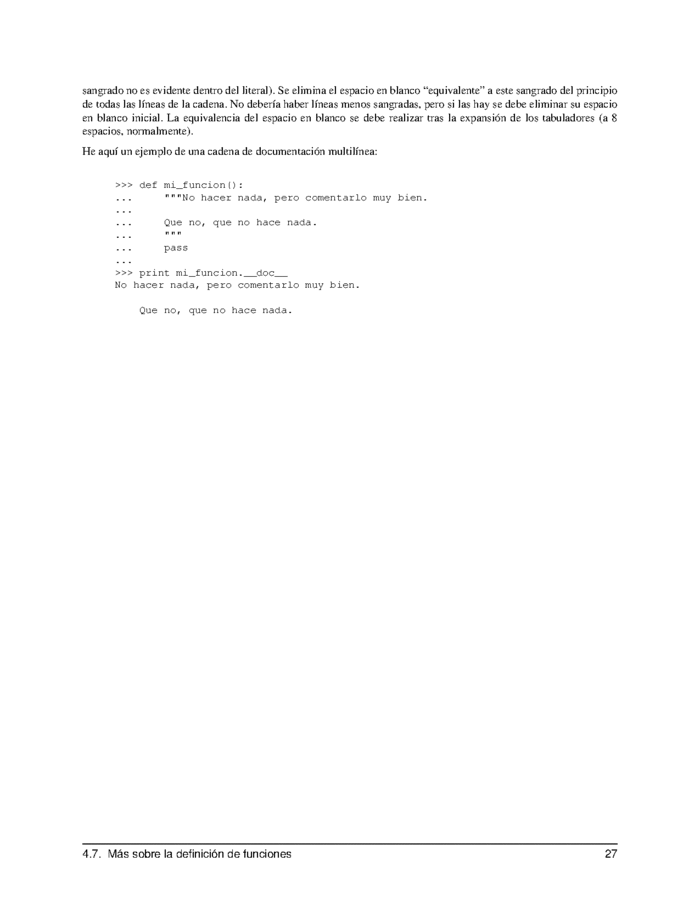 sangrado no es evidente dentro del literal). Se elimina el espacio en blanco “equivalente” a este sangrado del principio
de todas las líneas de la cadena. No debería haber líneas menos sangradas, pero si las hay se debe eliminar su espacio
en blanco inicial. La equivalencia del espacio en blanco se debe realizar tras la expansión de los tabuladores (a 8
espacios, normalmente).
He aquí un ejemplo de una cadena de documentación multilínea:
>>> def mi_funcion():
...     """No hacer nada, pero comentarlo muy bien.
...
...     Que no, que no hace nada.
...     """
...     pass
...
>>> print mi_funcion.__doc__
No hacer nada, pero comentarlo muy bien.
    Que no, que no hace nada.
4.7. Más sobre la definición de funciones 27